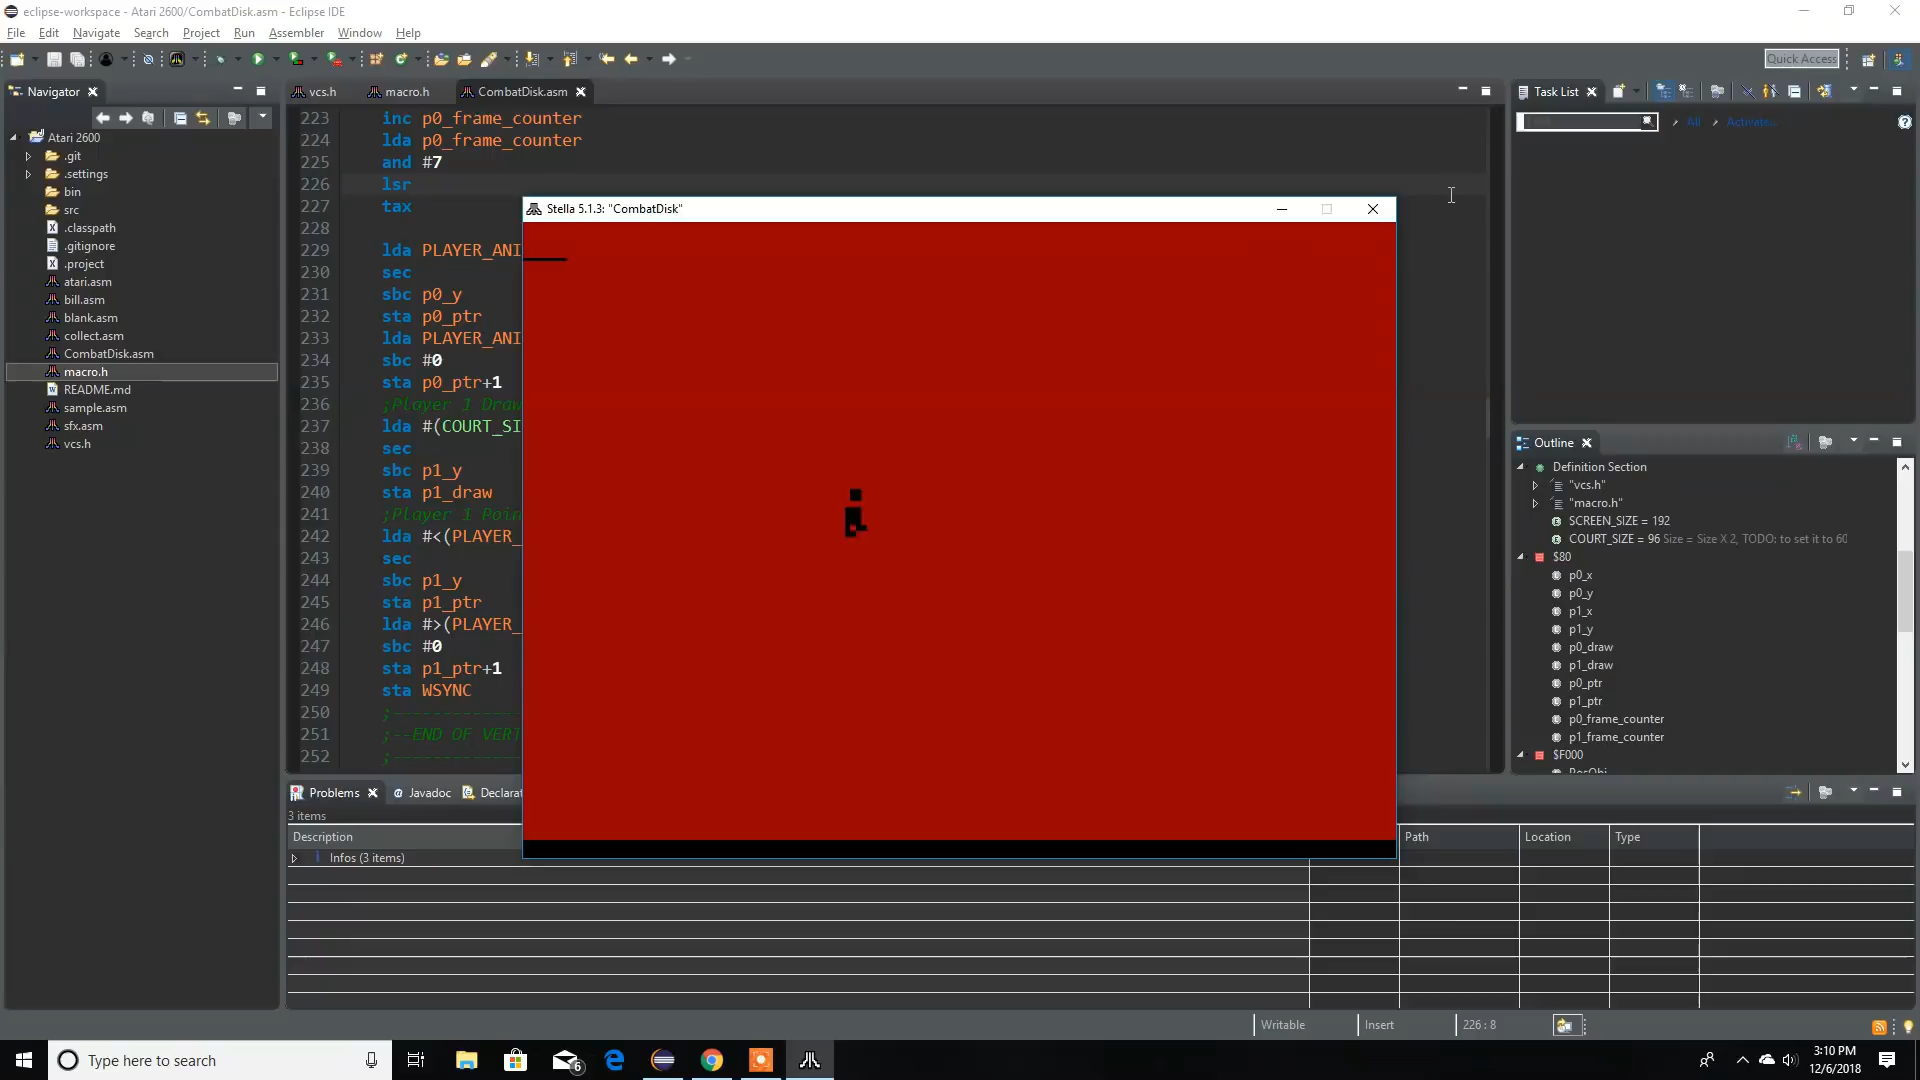 eclipse-workspace - Atari 2600/CombatDisk.asm - Eclipse IDE
File Edit Navigate Search Project Run Assembler Window Help
Quick Access
Navigator
Atari 2600
.git
.settings
bin
src
.classpath
.gitignore
.project
atari.asm
bill.asm
blank.asm
collect.asm
CombatDisk.asm
macro.h
README.md
sample.asm
sfx.asm
vcs.h
vcs.h macro.h CombatDisk.asm
223 inc p0_frame_counter
224 lda p0_frame_counter
225 and #7
226 lsr
227 tax
228
229 lda PLAYER_ANI
230 sec
231 sbc p0_y
232 sta p0_ptr
233 lda PLAYER_ANI
234 sbc #0
235 sta p0_ptr+1
236 ;Player 1 Draw
237 lda #(COURT_SI
238 sec
239 sbc p1_y
240 sta p1_draw
241 ;Player 1 Poin
242 lda #<(PLAYER_
243 sec
244 sbc p1_y
245 sta p1_ptr
246 lda #>(PLAYER_
247 sbc #0
248 sta p1_ptr+1
249 sta WSYNC
250 ;--------------
251 ;--END OF VERT
252 ;--------------
Stella 5.1.3: "CombatDisk"
Task List
All Activate...
Outline
Definition Section
"vcs.h"
"macro.h"
SCREEN_SIZE = 192
COURT_SIZE = 96 Size = Size X 2, TODO: to set it to 60
$80
p0_x
p0_y
p1_x
p1_y
p0_draw
p1_draw
p0_ptr
p1_ptr
p0_frame_counter
p1_frame_counter
$F000
Problems @ Javadoc Declarat
3 items
Description Path Location Type
Infos (3 items)
Writable Insert 226 : 8
Type here to search
6
3:10 PM
12/6/2018